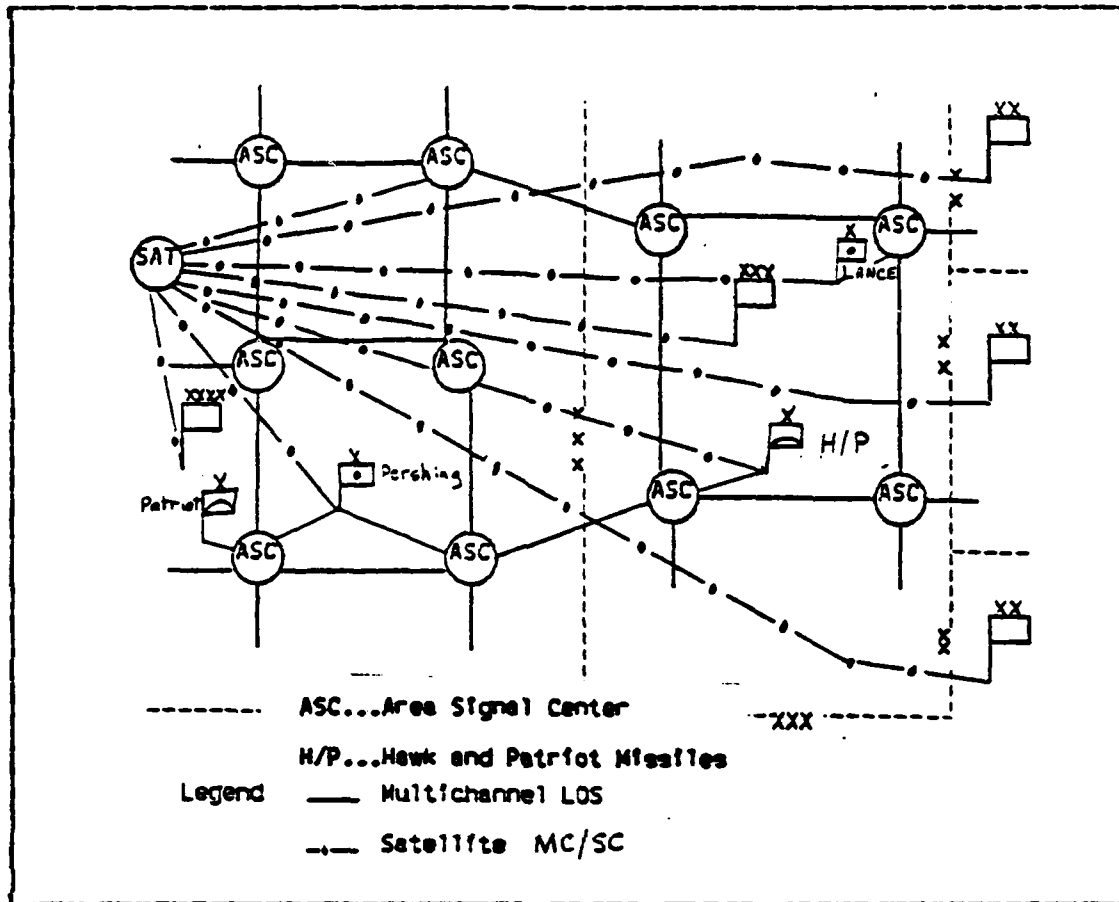 XX
ASC
ASC
ASC
ASC
X
X
X
SAT
XXX
LANCE
XX
X
X
ASC
ASC
XXXX
X
X
X
X
H/P
X
Pershing
X
Patriot
ASC
ASC
ASC
ASC
XX
X
X
ASC...Area Signal Center
XXX
H/P...Hawk and Patriot Missiles
Legend
Multichannel LOS
Satellite MC/SC